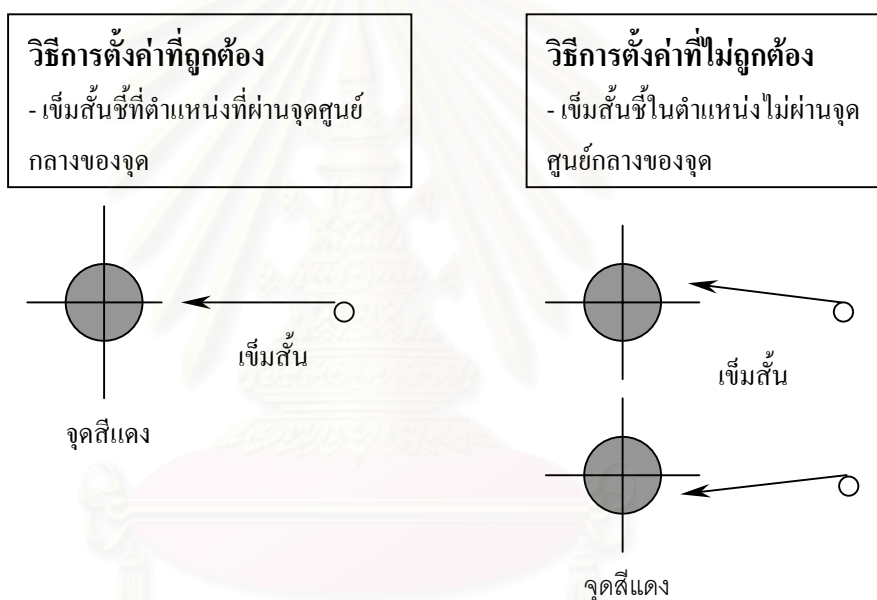 วิธีการตั้งค่าที่ถูกต้อง
- เข็มสั้นชี้ที่ตำแหน่งที่ผ่านจุดศูนย์
กลางของจุด
วิธีการตั้งค่าที่ไม่ถูกต้อง
- เข็มสั้นชี้ในตำแหน่งไม่ผ่านจุด
ศูนย์กลางของจุด
เข็มสั้น
จุดสีแดง
เข็มสั้น
จุดสีแดง